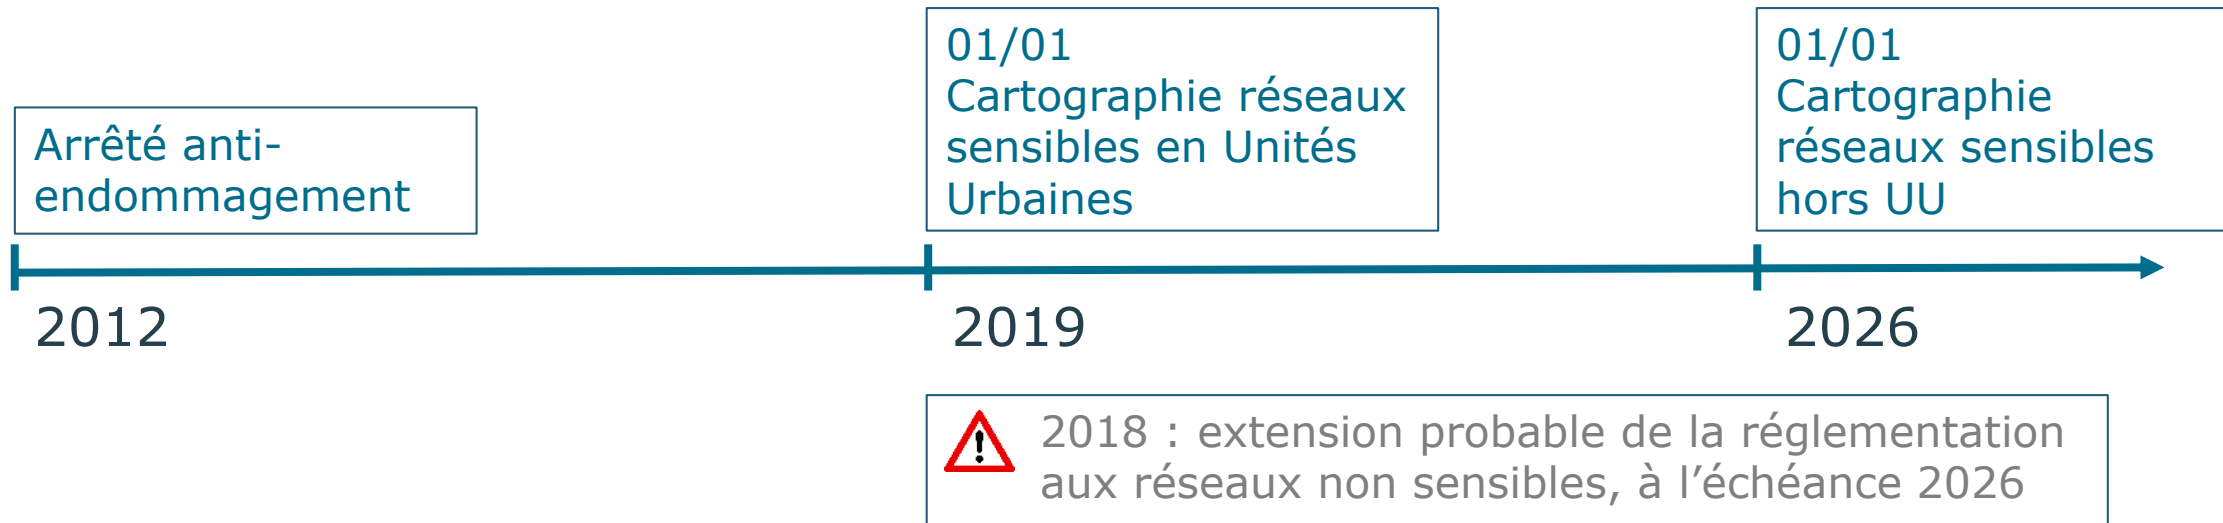 Arrêté anti-
endommagement
01/01
Cartographie réseaux
sensibles en Unités
Urbaines
01/01
Cartographie
réseaux sensibles
hors UU
2012
2019
2026
2018 : extension probable de la réglementation
aux réseaux non sensibles, à l’échéance 2026